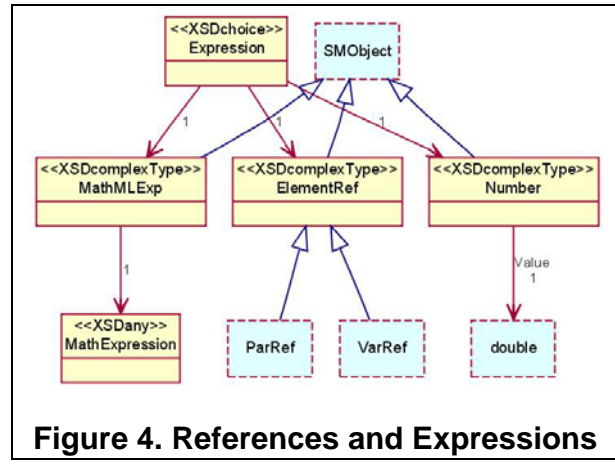 <<XSDchoice>>
Expression
SMObject
1
1
1
<<XSDcomplexType>>
MathMLExp
<<XSDcomplexType>>
ElementRef
<<XSDcomplexType>>
Number
1
Value
1
<<XSDany>>
MathExpression
ParRef
VarRef
double
Figure 4. References and Expressions